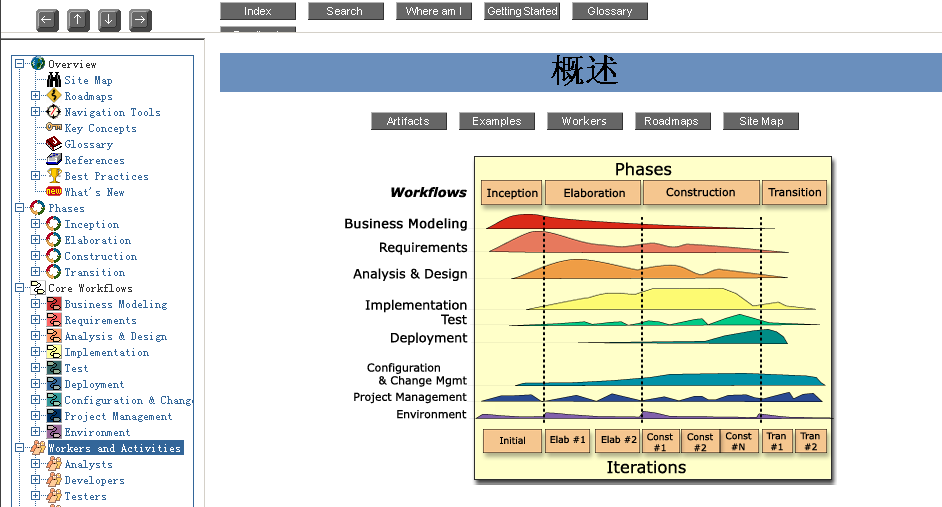 Index
Search
Where am I
Getting Started
Glossary
Overview
Site Map
Roadmaps
Navigation Tools
Key Concepts
Glossary
References
Best Practices
new
What's New
Phases
Inception
Elaboration
Construction
Transition
Core Workflows
Business Modeling
Requirements
Analysis & Design
Implementation
Test
Deployment
Configuration & Chang
Project Management
Environment
Workers and Activities
Analysts
Developers
Testers
概述
Artifacts
Examples
Workers
Roadmaps
Site Map
Phases
Workflows
Inception
Elaboration
Construction
Transition
Business Modeling
Requirements
Analysis & Design
Implementation
Test
Deployment
Configuration
& Change Mgmt
Project Management
Environment
Initial
Elab #1
Elab #2
Const
#1
Const
#2
Const
#N
Tran
#1
Tran
#2
Iterations